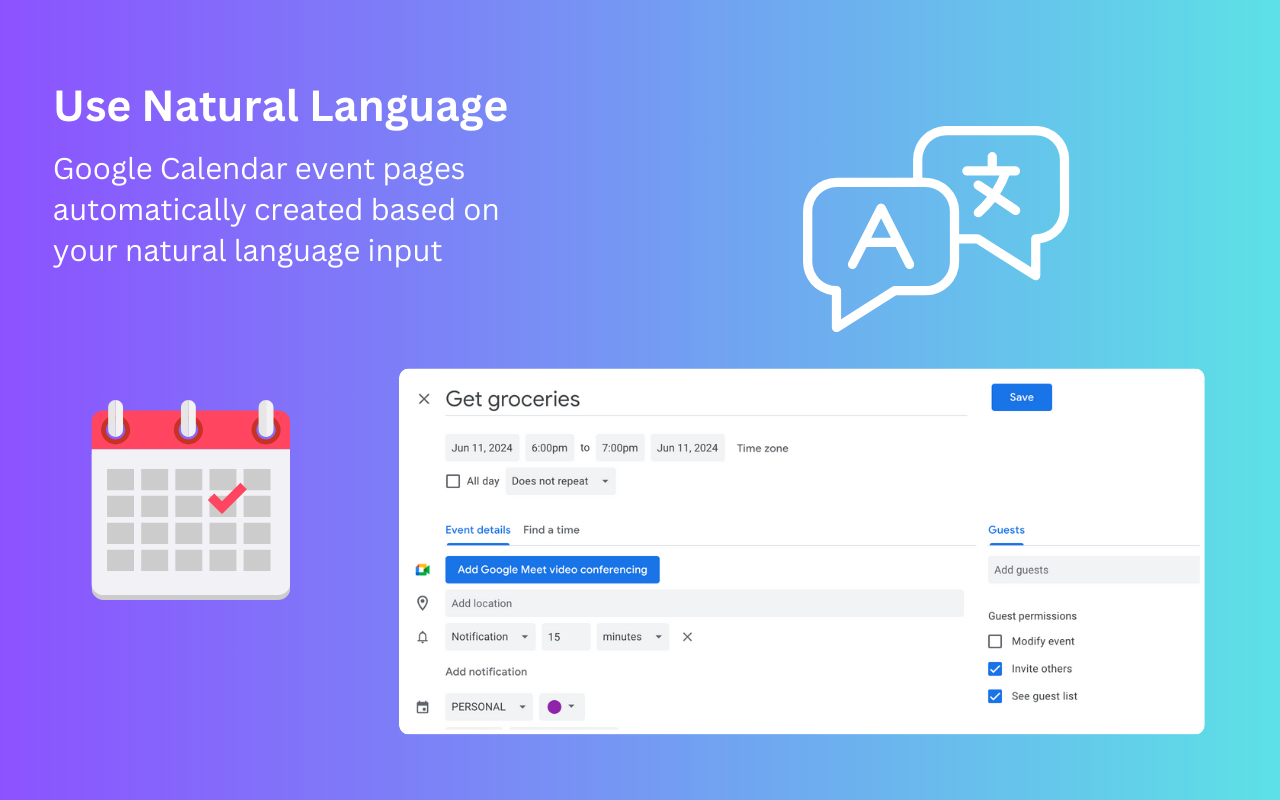 Use Natural Language
Google Calendar event pages
automatically created based on
your natural language input
文
A
Get groceries
Save
Jun 11, 2024 6:00pm to 7:00pm Jun 11, 2024 Time zone
All day Does not repeat
Event details Find a time
Guests
Add Google Meet video conferencing
Add guests
Add location
Guest permissions
Notification 15 minutes
Modify event
Invite others
Add notification
See guest list
PERSONAL